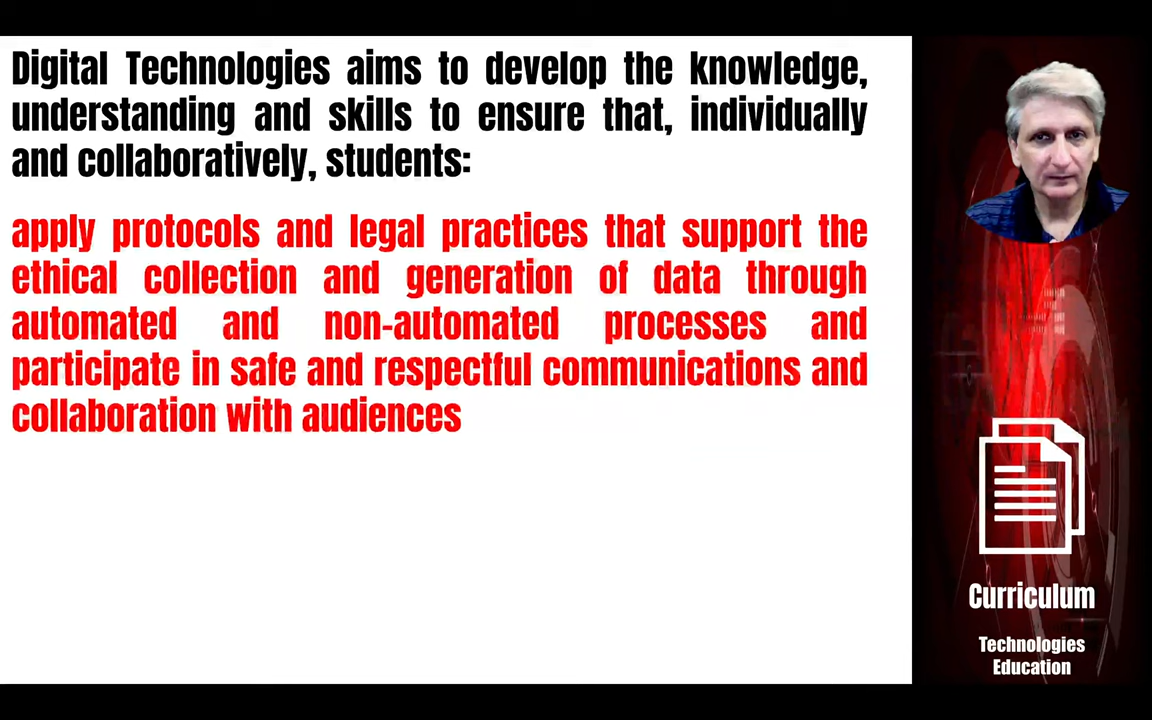 Digital Technologies aims to develop the knowledge,
understanding and skills to ensure that, individually
and collaboratively, students:
apply protocols and legal practices that support the
ethical collection and generation of data through
automated and non-automated processes and
participate in safe and respectful communications and
collaboration with audiences
Curriculum
Technologies
Education